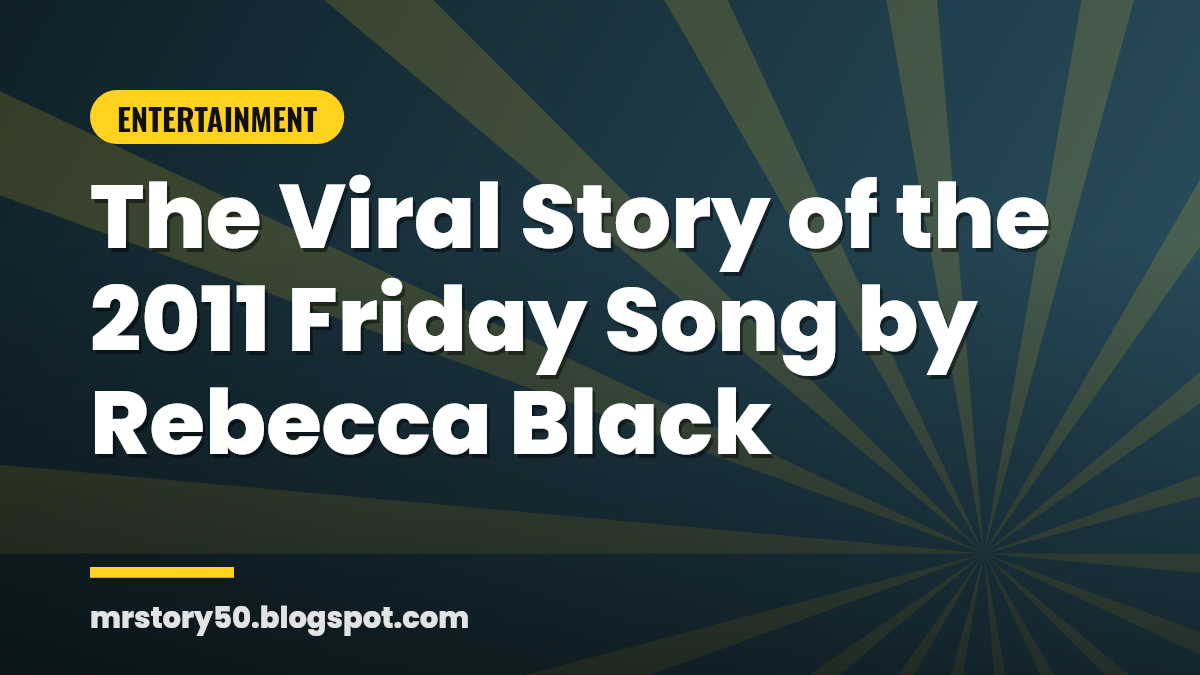 ENTERTAINMENT
The Viral Story of the
2011 Friday Song by
Rebecca Black
mrstory50.blogspot.com